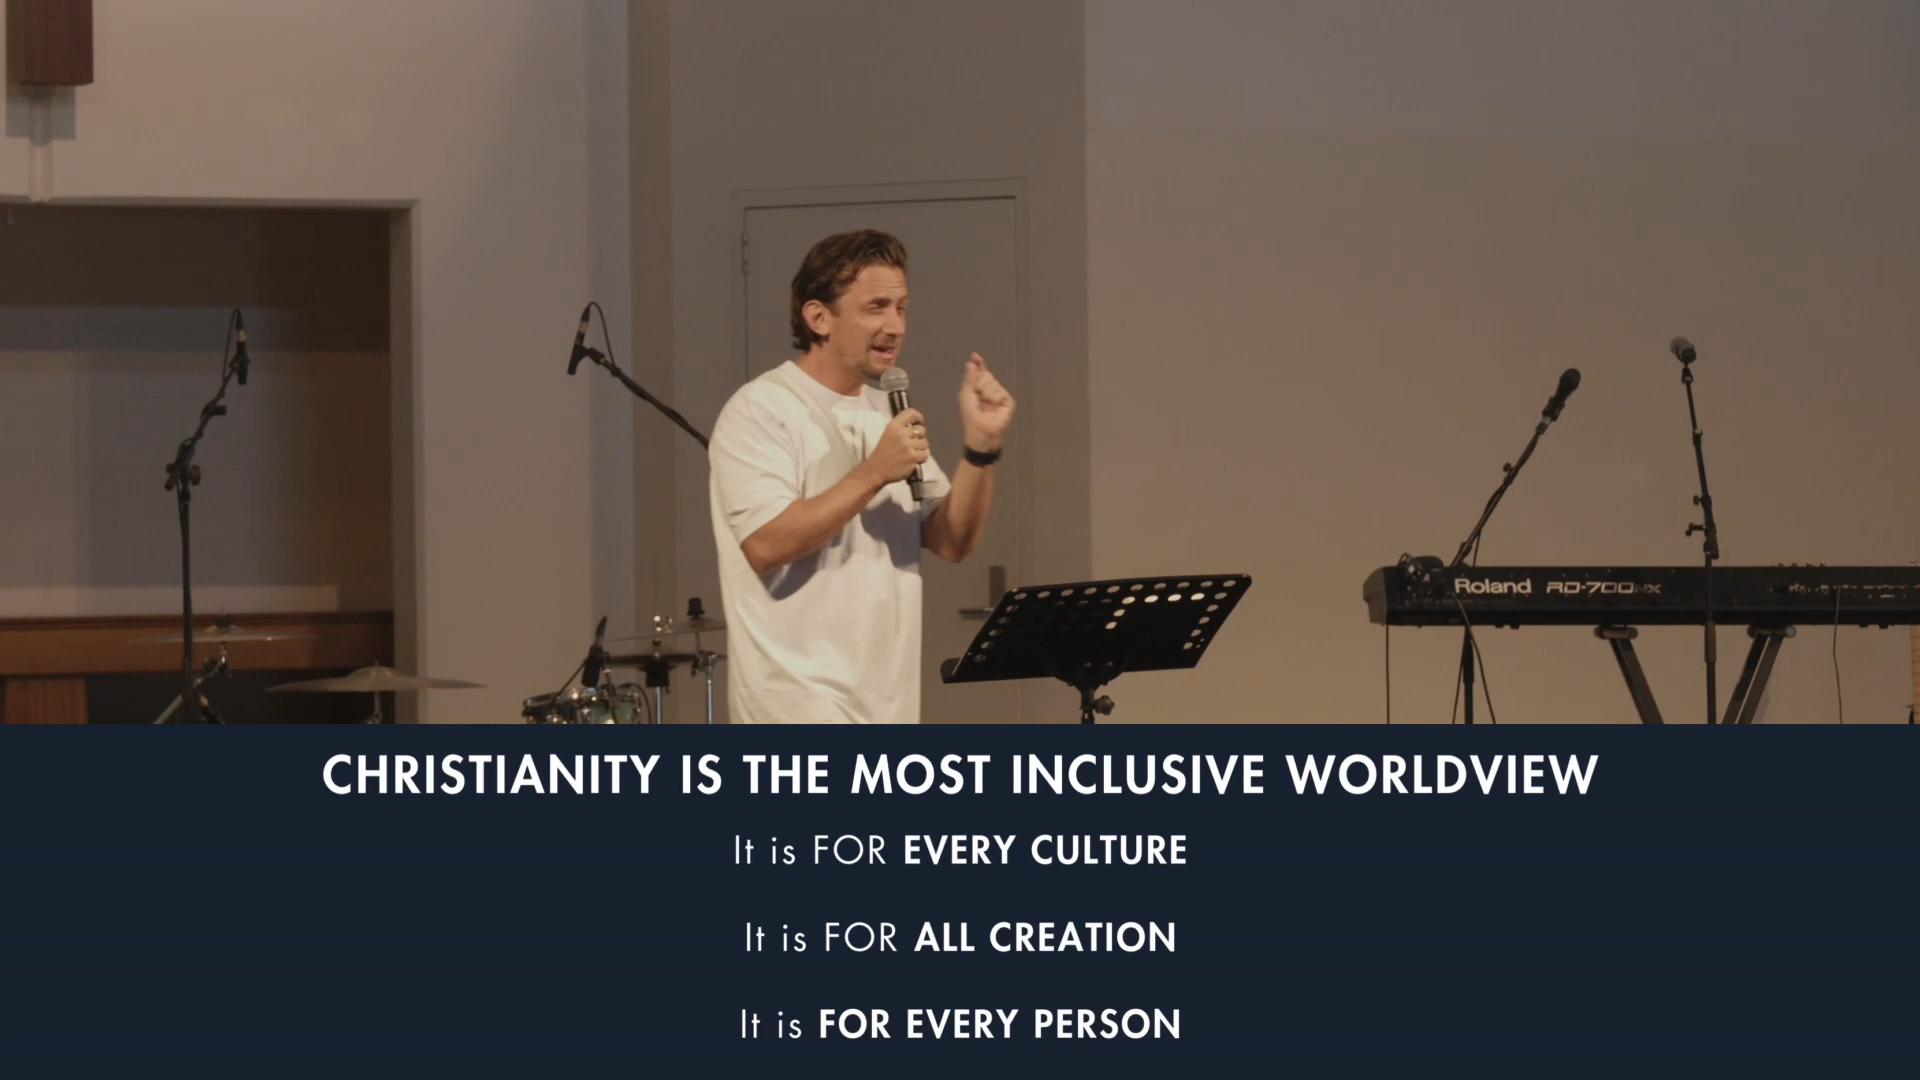 Roland RD-700NX
CHRISTIANITY IS THE MOST INCLUSIVE WORLDVIEW
It is FOR EVERY CULTURE
It is FOR ALL CREATION
It is FOR EVERY PERSON